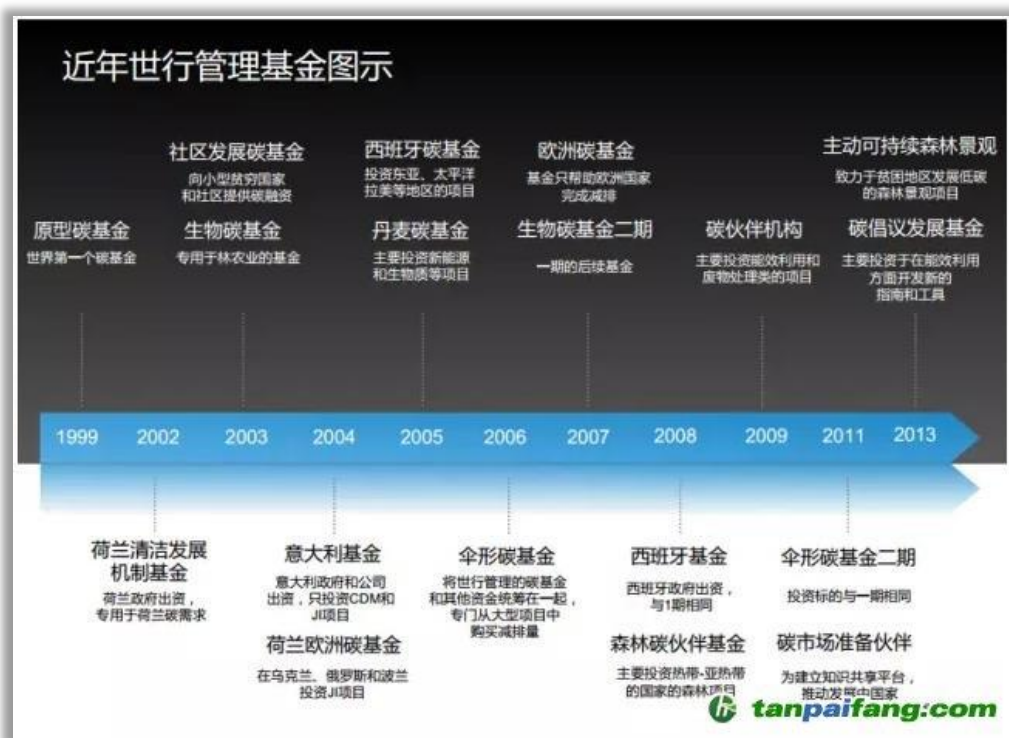 近年世行管理基金图示
社区发展碳基金
向小型贫穷国家
和社区提供碳融资
西班牙碳基金
投资东亚、太平洋
拉美等地区的项目
欧洲碳基金
基金只帮助欧洲国家
完成减排
主动可持续森林景观
致力于贫困地区发展低碳
的森林景观项目
原型碳基金
世界第一个碳基金
生物碳基金
专用于林农业的基金
丹麦碳基金
主要投资新能源
和生物质等项目
生物碳基金二期
一期的后续基金
碳伙伴机构
主要投资能效利用和
废物处理类的项目
碳倡议发展基金
主要投资于在能效利用
方面开发新的
指南和工具
1999 2002 2003 2004 2005 2006 2007 2008 2009 2011 2013
荷兰清洁发展
机制基金
荷兰政府出资，
专用于荷兰碳需求
意大利基金
意大利政府和公司
出资，只投资CDM和
JI项目
荷兰欧洲碳基金
在乌克兰、俄罗斯和波兰
投资JI项目
伞形碳基金
将世行管理的碳基金
和其他资金统筹在一起，
专门从大型项目中
购买减排量
西班牙基金
西班牙政府出资，
与1期相同
森林碳伙伴基金
主要投资热带-亚热带
的国家的森林项目
伞形碳基金二期
投资标的与一期相同
碳市场准备伙伴
为建立知识共享平台，
推动发展中国家
tanpaifang.com